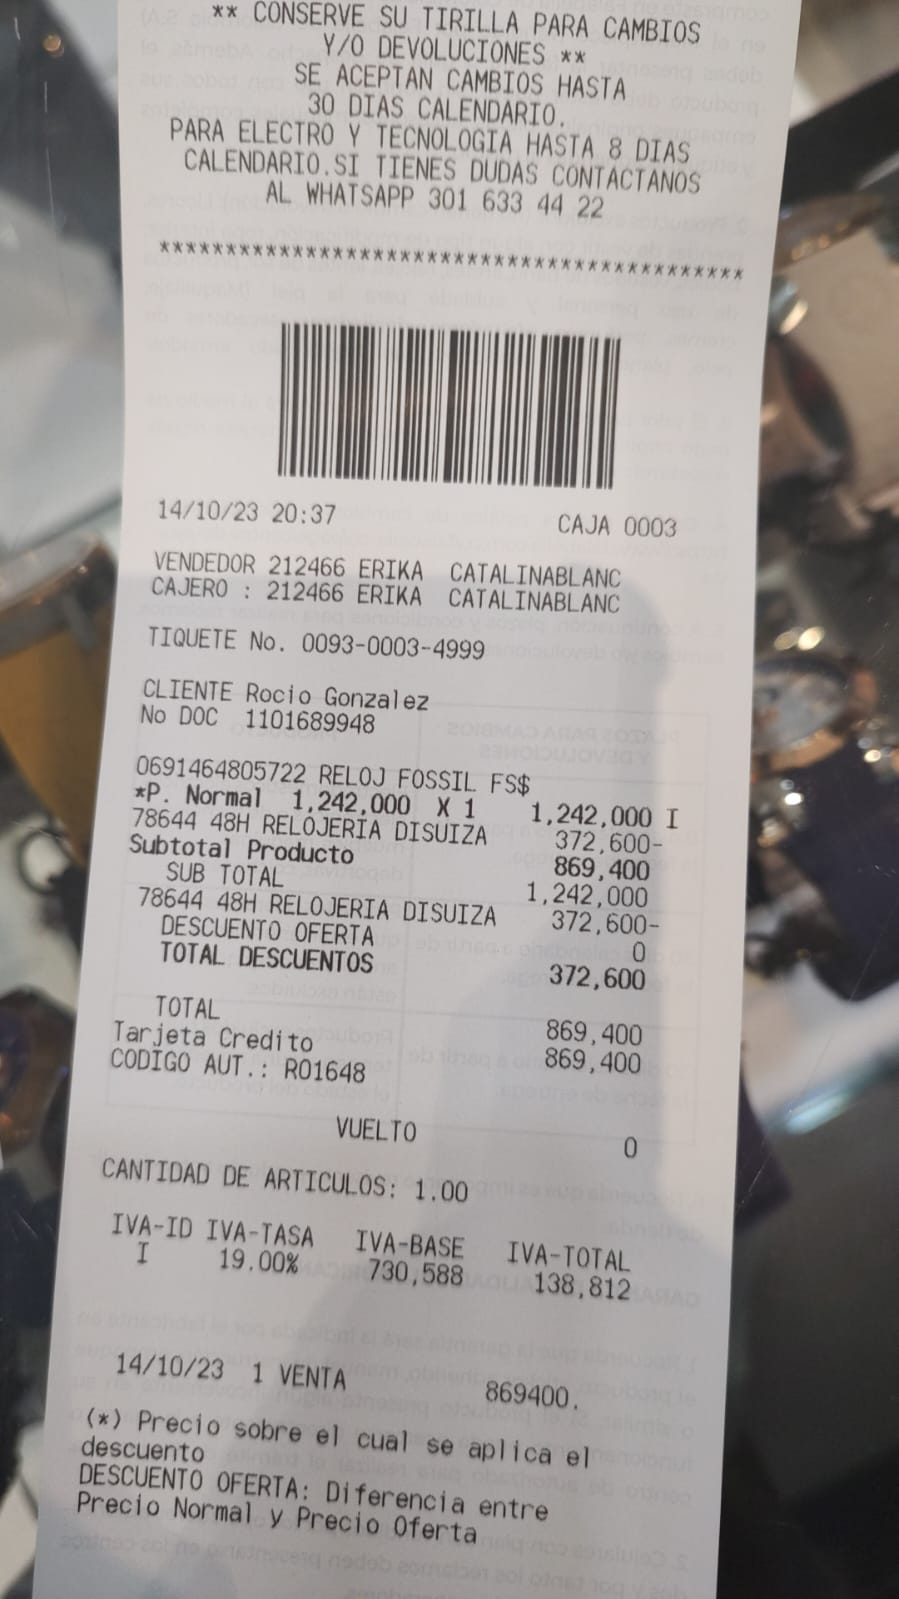 ** CONSERVE SU TIRILLA PARA CAMBIOS
Y/O DEVOLUCIONES **
SE ACEPTAN CAMBIOS HASTA
30 DIAS CALENDARIO.
PARA ELECTRO Y TECNOLOGIA HASTA 8 DIAS
CALENDARIO.SI TIENES DUDAS CONTACTANOS
AL WHATSAPP 301 633 44 22
********************************************
14/10/23 20:37 CAJA 0003
VENDEDOR 212466 ERIKA CATALINABLANC
CAJERO : 212466 ERIKA CATALINABLANC
TIQUETE No. 0093-0003-4999
CLIENTE Rocio Gonzalez
No DOC 1101689948
0691464805722 RELOJ FOSSIL FS$
*P. Normal 1,242,000 X 1 1,242,000 I
78644 48H RELOJERIA DISUIZA 372,600-
Subtotal Producto 869,400
SUB TOTAL 1,242,000
78644 48H RELOJERIA DISUIZA 372,600-
DESCUENTO OFERTA 0
TOTAL DESCUENTOS 372,600
TOTAL 869,400
Tarjeta Credito 869,400
CODIGO AUT.: R01648
VUELTO 0
CANTIDAD DE ARTICULOS: 1.00
IVA-ID IVA-TASA IVA-BASE IVA-TOTAL
I 19.00% 730,588 138,812
14/10/23 1 VENTA 869400.
(*) Precio sobre el cual se aplica el
descuento
DESCUENTO OFERTA: Diferencia entre
Precio Normal y Precio Oferta